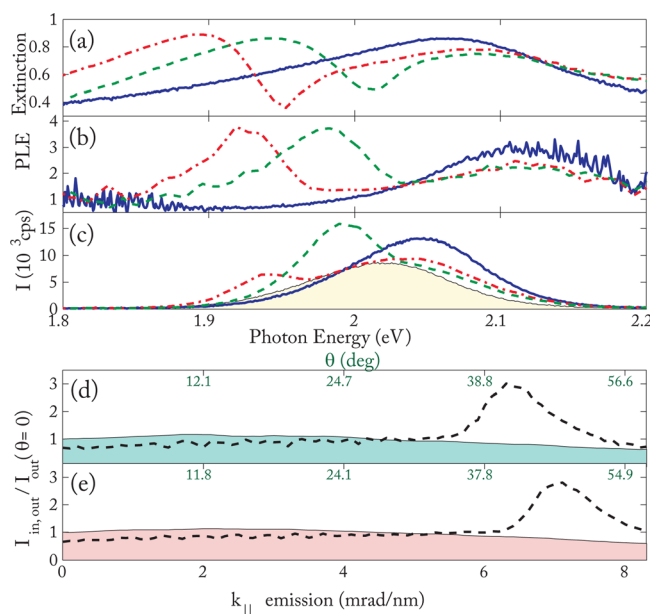 (a)
Extinction
1
0.8
0.6
0.4
(b)
PLE
4
3
2
1
(c)
I (10³cps)
15
10
5
0
1.8 1.9 2 2.1 2.2
Photon Energy (eV)
θ (deg)
(d)
12.1 24.7 38.8 56.6
3
2
1
(e)
11.8 24.1 37.8 54.9
3
2
1
0
I in,out / I out (θ= 0)
0 2 4 6 8
k|| emission (mrad/nm)